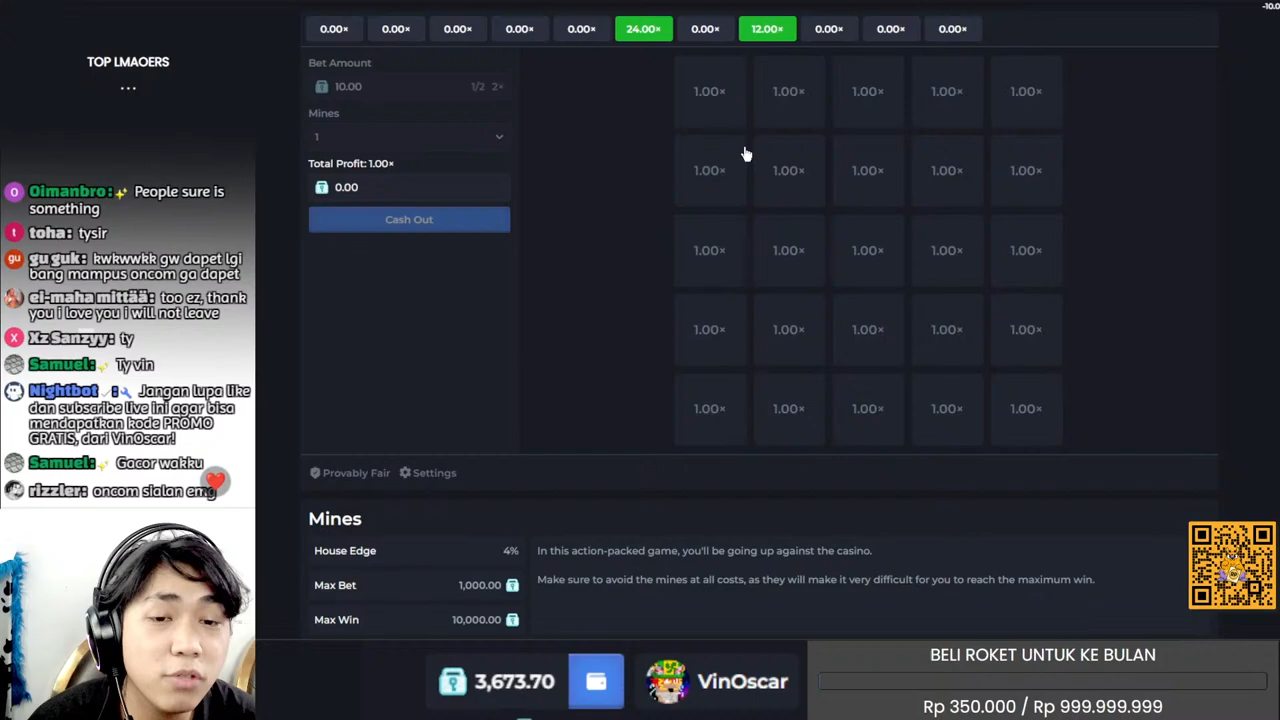 -10.0
0.00× 0.00× 0.00× 0.00× 0.00× 24.00× 0.00× 12.00× 0.00× 0.00× 0.00×
TOP LMAOERS
...
Oimanbro: People sure is
something
toha: tysir
gu guk: kwkwwkk gw dapet lgi
bang mampus oncom ga dapet
ei-maha mittää: too ez, thank
you i love you i will not leave
Xz Sanzyy: ty
Samuel: Ty vin
Nightbot : Jangan lupa like
dan subscribe live ini agar bisa
mendapatkan kode PROMO
GRATIS, dari VinOscar!
Samuel: Gacor wakku
rizzler: oncom sialan emg
Bet Amount
10.00 1/2 2×
Mines
1
Total Profit: 1.00×
0.00
Cash Out
1.00× 1.00× 1.00× 1.00× 1.00×
1.00× 1.00× 1.00× 1.00× 1.00×
1.00× 1.00× 1.00× 1.00× 1.00×
1.00× 1.00× 1.00× 1.00× 1.00×
1.00× 1.00× 1.00× 1.00× 1.00×
Provably Fair Settings
Mines
House Edge 4%
Max Bet 1,000.00
Max Win 10,000.00
In this action-packed game, you'll be going up against the casino.
Make sure to avoid the mines at all costs, as they will make it very difficult for you to reach the maximum win.
3,673.70
VinOscar
BELI ROKET UNTUK KE BULAN
Rp 350.000 / Rp 999.999.999